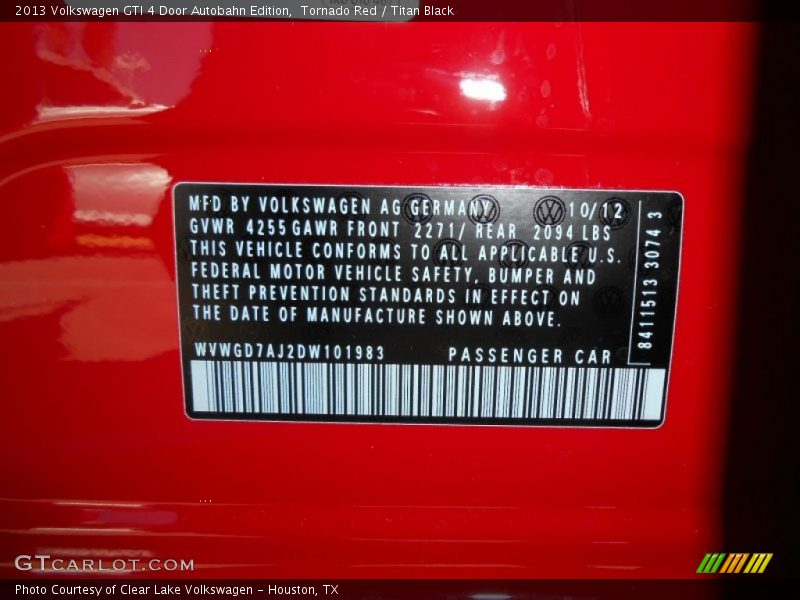 2013 Volkswagen GTI 4 Door Autobahn Edition,  Tornado Red / Titan Black
MFD BY VOLKSWAGEN AG GERMANY 10/12
GVWR 4255 GAWR FRONT 2271/ REAR 2094 LBS
THIS VEHICLE CONFORMS TO ALL APPLICABLE U.S.
FEDERAL MOTOR VEHICLE SAFETY, BUMPER AND
THEFT PREVENTION STANDARDS IN EFFECT ON
THE DATE OF MANUFACTURE SHOWN ABOVE.
WVWGD7AJ2DW101983 PASSENGER CAR
8411513 3074 3
GTCARLOT.COM
Photo Courtesy of Clear Lake Volkswagen - Houston, TX